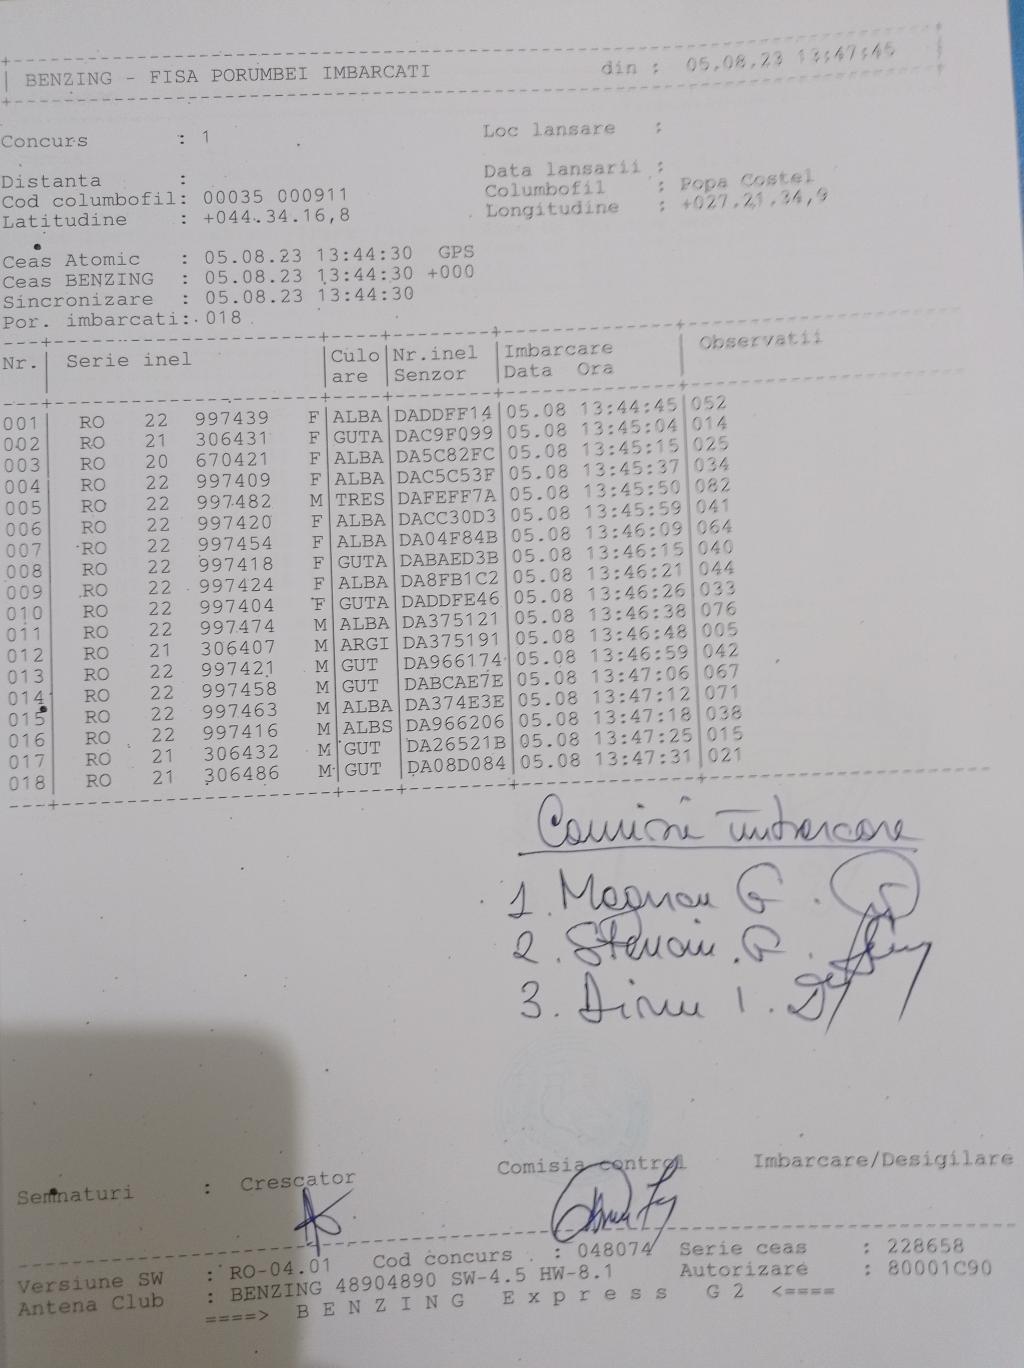 BENZING - FISA PORUMBEI IMBARCATI din : 05.08.23 13:47:45
Concurs : 1 Loc lansare :
Distanta : Data lansarii :
Cod columbofil: 00035 000911 Columbofil : Popa Costel
Latitudine : +044.34.16,8 Longitudine : +027.21.34,9
Ceas Atomic : 05.08.23 13:44:30 GPS
Ceas BENZING : 05.08.23 13:44:30 +000
Sincronizare : 05.08.23 13:44:30
Por. imbarcati: 018
Nr. Serie inel Culo Nr.inel Imbarcare Observatii
are Senzor Data Ora
001 RO 22 997439 F ALBA DADDFF14 05.08 13:44:45 052
002 RO 21 306431 F GUTA DAC9F099 05.08 13:45:04 014
003 RO 20 670421 F ALBA DA5C82FC 05.08 13:45:15 025
004 RO 22 997409 F ALBA DAC5C53F 05.08 13:45:37 034
005 RO 22 997482 M TRES DAFEFF7A 05.08 13:45:50 082
006 RO 22 997420 F ALBA DACC30D3 05.08 13:45:59 041
007 RO 22 997454 F ALBA DA04F84B 05.08 13:46:09 064
008 RO 22 997418 F GUTA DABAED3B 05.08 13:46:15 040
009 RO 22 997424 F ALBA DA8FB1C2 05.08 13:46:21 044
010 RO 22 997404 F GUTA DADDFE46 05.08 13:46:26 033
011 RO 22 997474 M ALBA DA375121 05.08 13:46:38 076
012 RO 21 306407 M ARGI DA375191 05.08 13:46:48 005
013 RO 22 997421 M GUT DA966174 05.08 13:46:59 042
014 RO 22 997458 M GUT DABCAE7E 05.08 13:47:06 067
015 RO 22 997463 M ALBA DA374E3E 05.08 13:47:12 071
016 RO 22 997416 M ALBS DA966206 05.08 13:47:18 038
017 RO 21 306432 M GUT DA26521B 05.08 13:47:25 015
018 RO 21 306486 M GUT DA08D084 05.08 13:47:31 021
Comisie imbarcare
1. G.
2. Stenoiu. G.
3. Dinu I.
Semnaturi : Crescator Comisia control Imbarcare/Desigilare
Versiune SW : RO-04.01 Cod concurs : 048074 Serie ceas : 228658
Antena Club : BENZING 48904890 SW-4.5 HW-8.1 Autorizare : 80001C90
====> B E N Z I N G E x p r e s s G 2 <====